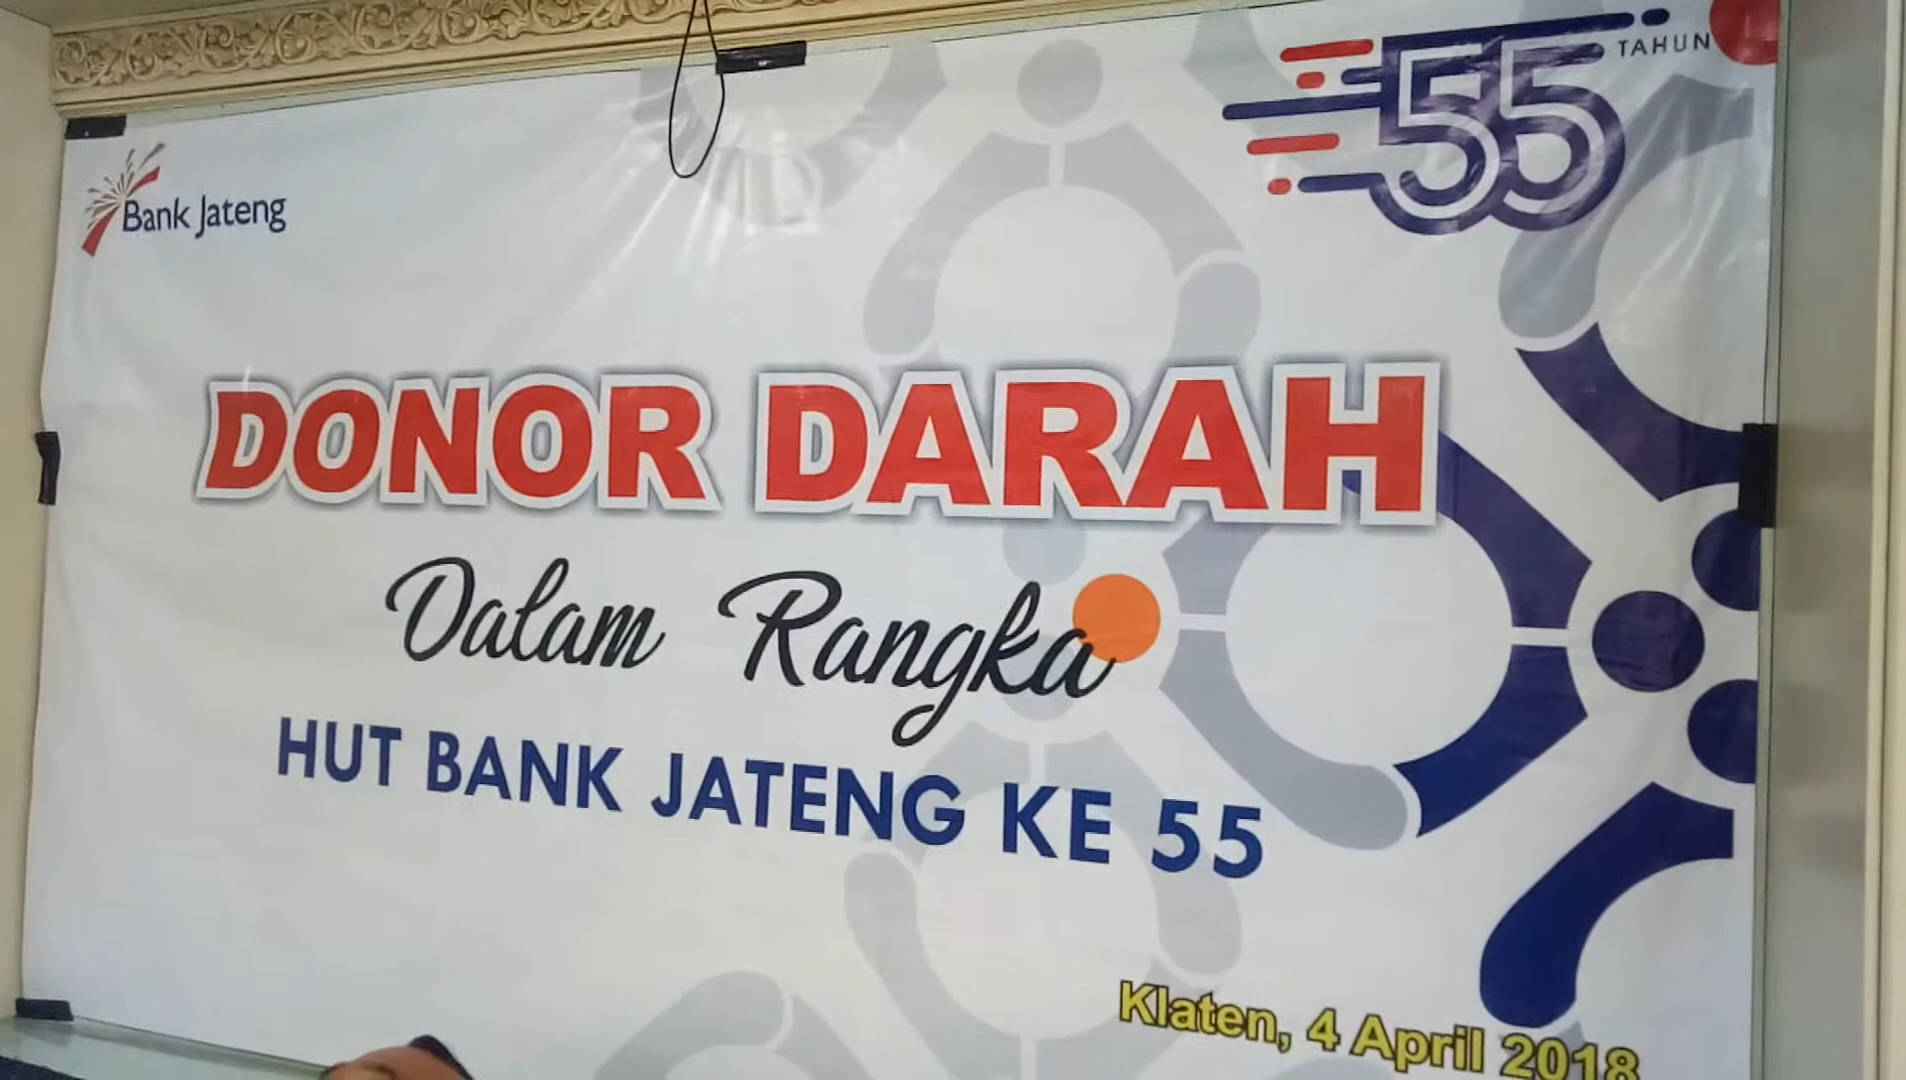 Bank Jateng
55 TAHUN
DONOR DARAH
Dalam Rangka
HUT BANK JATENG KE 55
Klaten, 4 April 2018